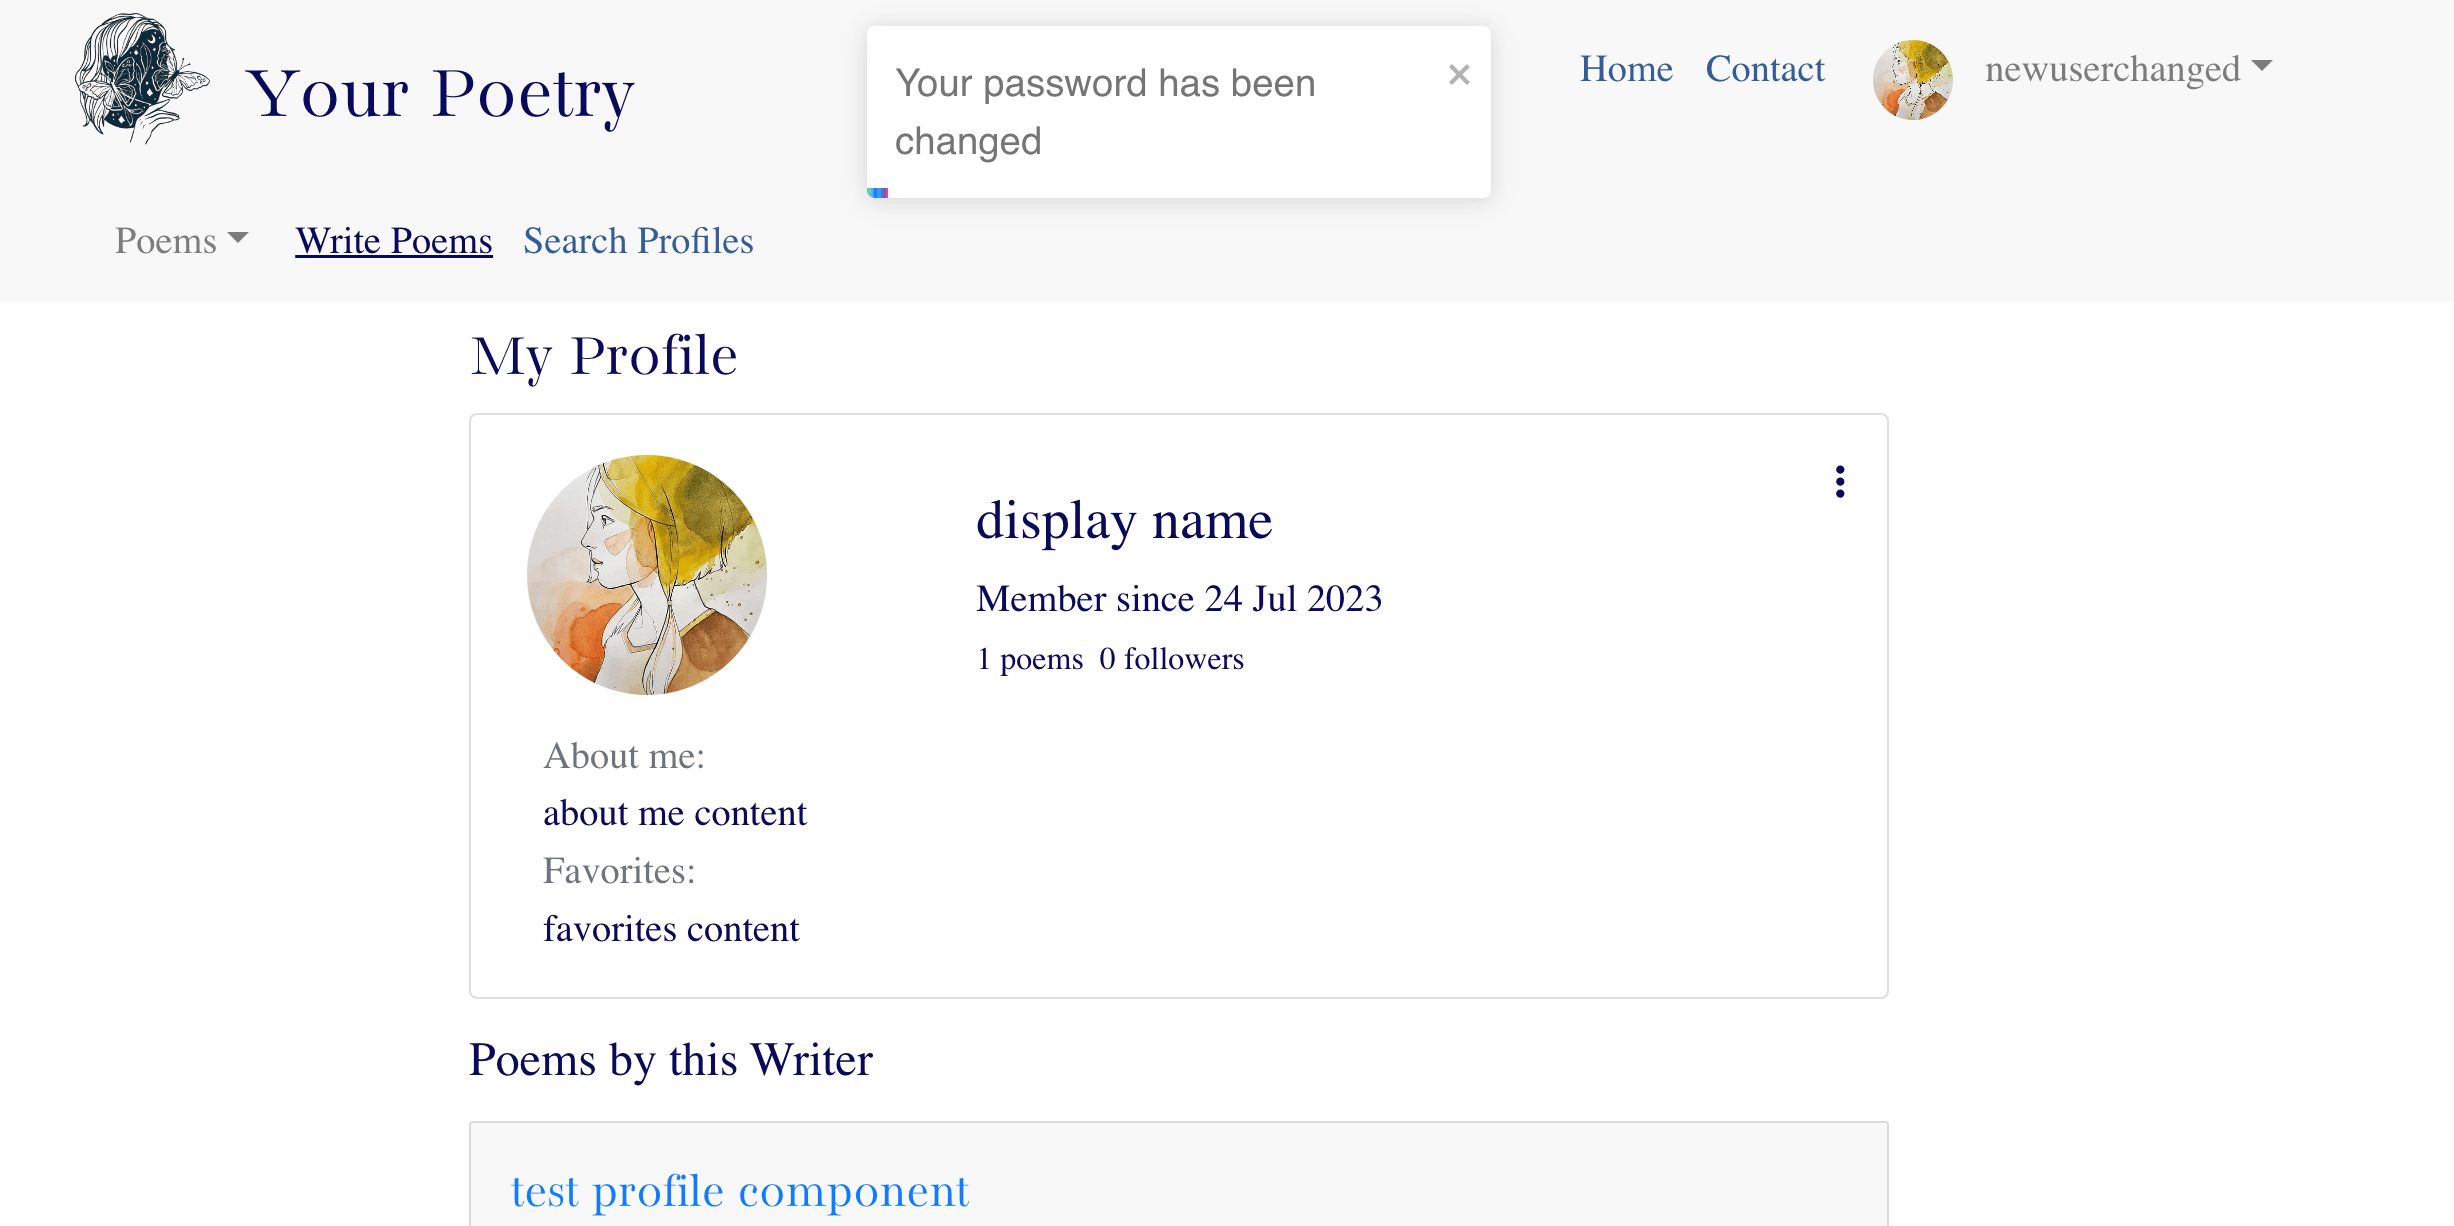 Your Poetry
Your password has been
changed
×
Home Contact newuserchanged
Poems Write Poems Search Profiles
My Profile
display name
Member since 24 Jul 2023
1 poems 0 followers
About me:
about me content
Favorites:
favorites content
Poems by this Writer
test profile component